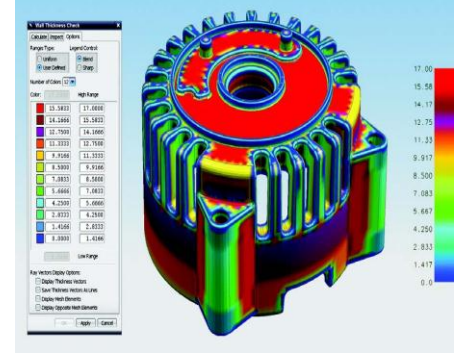 Wall Thickness Check
Calculate Inspect Options
Ranges Type: Legend Control:
Uniform Blend
User Defined Sharp
Number of Colors: 12
Color: High Range
15.5833 17.0000
14.1666 15.5833
12.7500 14.1666
11.3333 12.7500
9.9166 11.3333
8.5000 9.9166
7.0833 8.5000
5.6666 7.0833
4.2500 5.6666
2.8333 4.2500
1.4166 2.8333
0.0000 1.4166
Low Range
Ray Vectors Display Options:
Display Thickness Vectors
Save Thickness Vectors As Lines
Display Mesh Elements
Display Opposite Mesh Elements
OK Apply Cancel
17.00
15.58
14.17
12.75
11.33
9.917
8.500
7.083
5.667
4.250
2.833
1.417
0.0